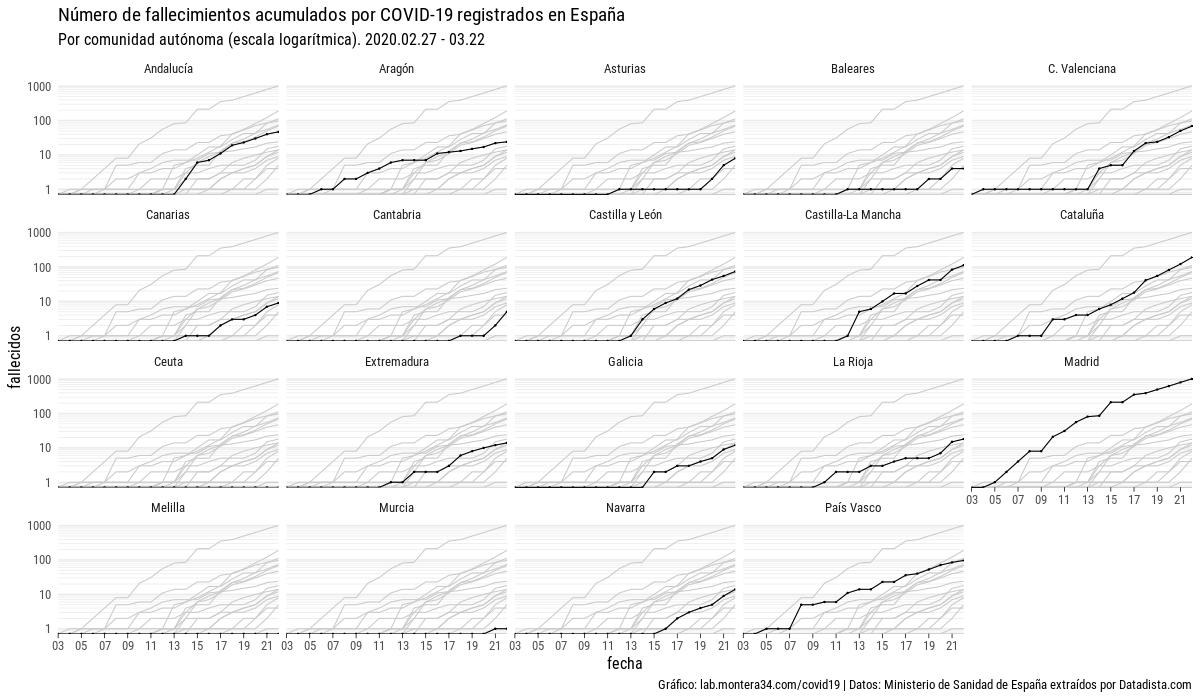 Número de fallecimientos acumulados por COVID-19 registrados en España
Por comunidad autónoma (escala logarítmica). 2020.02.27 - 03.22
Andalucía Aragón Asturias Baleares C. Valenciana
1000
100
10
1
Canarias Cantabria Castilla y León Castilla-La Mancha Cataluña
1000
100
10
1
fallecidos
Ceuta Extremadura Galicia La Rioja Madrid
1000
100
10
1
03 05 07 09 11 13 15 17 19 21
Melilla Murcia Navarra País Vasco
1000
100
10
1
03 05 07 09 11 13 15 17 19 21 03 05 07 09 11 13 15 17 19 21 03 05 07 09 11 13 15 17 19 21 03 05 07 09 11 13 15 17 19 21
fecha
Gráfico: lab.montera34.com/covid19 | Datos: Ministerio de Sanidad de España extraídos por Datadista.com